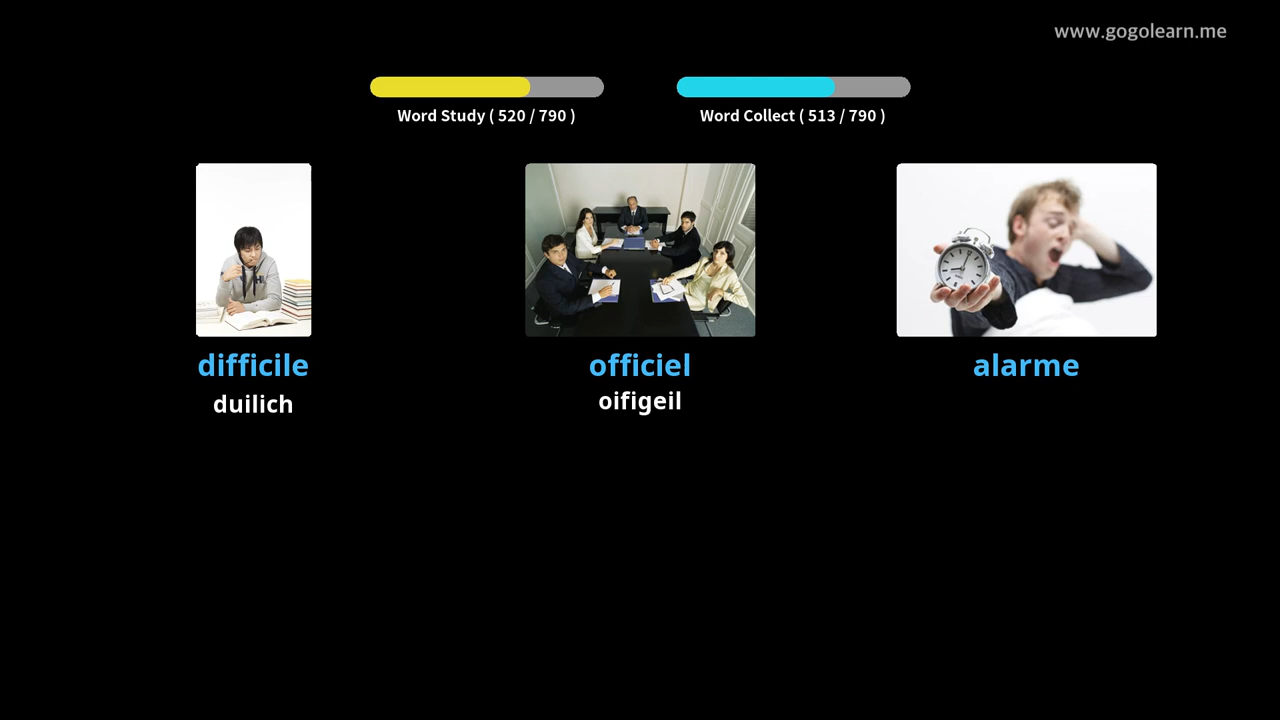 www.gogolearn.me
Word Study ( 520 / 790 )
Word Collect ( 513 / 790 )
difficile
officiel
alarme
duilich
oifigeil